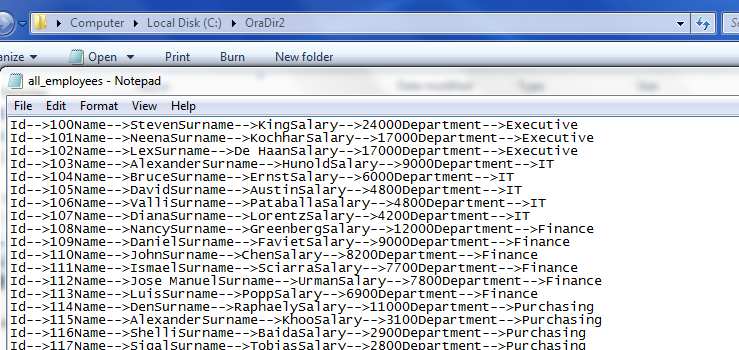 Computer ▸ Local Disk (C:) ▸ OraDir2
anize Open Print Burn New folder
all_employees - Notepad
File Edit Format View Help
Id-->100Name-->StevenSurname-->KingSalary-->24000Department-->Executive
Id-->101Name-->NeenaSurname-->KochharSalary-->17000Department-->Executive
Id-->102Name-->LexSurname-->De HaanSalary-->17000Department-->Executive
Id-->103Name-->AlexanderSurname-->HunoldSalary-->9000Department-->IT
Id-->104Name-->BruceSurname-->ErnstSalary-->6000Department-->IT
Id-->105Name-->DavidSurname-->AustinSalary-->4800Department-->IT
Id-->106Name-->ValliSurname-->PataballaSalary-->4800Department-->IT
Id-->107Name-->DianaSurname-->LorentzSalary-->4200Department-->IT
Id-->108Name-->NancySurname-->GreenbergSalary-->12000Department-->Finance
Id-->109Name-->DanielSurname-->FavietSalary-->9000Department-->Finance
Id-->110Name-->JohnSurname-->ChenSalary-->8200Department-->Finance
Id-->111Name-->IsmaelSurname-->SciarraSalary-->7700Department-->Finance
Id-->112Name-->Jose ManuelSurname-->UrmanSalary-->7800Department-->Finance
Id-->113Name-->LuisSurname-->PoppSalary-->6900Department-->Finance
Id-->114Name-->DenSurname-->RaphaelySalary-->11000Department-->Purchasing
Id-->115Name-->AlexanderSurname-->KhooSalary-->3100Department-->Purchasing
Id-->116Name-->ShelliSurname-->BaidaSalary-->2900Department-->Purchasing
Id-->117Name-->SigalSurname-->TobiasSalary-->2800Department-->Purchasing